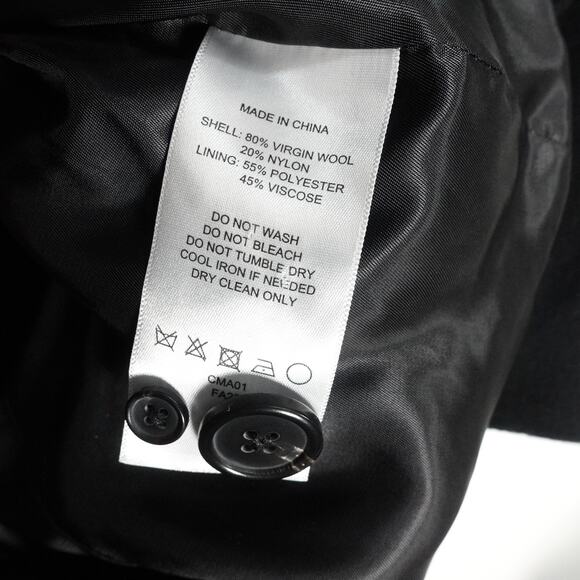 MADE IN CHINA
SHELL: 80% VIRGIN WOOL
20% NYLON
LINING: 55% POLYESTER
45% VISCOSE
DO NOT WASH
DO NOT BLEACH
DO NOT TUMBLE DRY
COOL IRON IF NEEDED
DRY CLEAN ONLY
CMA01